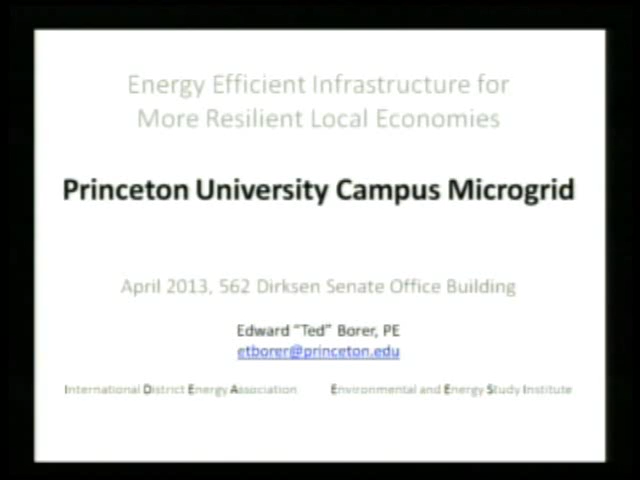 Energy Efficient Infrastructure for
More Resilient Local Economies
Princeton University Campus Microgrid
April 2013, 562 Dirksen Senate Office Building
Edward “Ted” Borer, PE
etborer@princeton.edu
International District Energy Association Environmental and Energy Study Institute